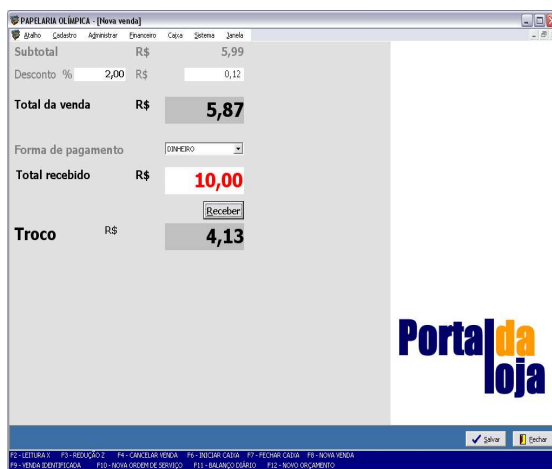 PAPELARIA OLÍMPICA - [Nova venda]
Atalho Cadastro Administrar Financeiro Caixa Sistema Janela
Subtotal R$ 5,99
Desconto % 2,00 R$ 0,12
Total da venda R$ 5,87
Forma de pagamento DINHEIRO
Total recebido R$ 10,00
Receber
Troco R$ 4,13
Portal da loja
Salvar Fechar
F2 - LEITURA X F3 - REDUÇÃO Z F4 - CANCELAR VENDA F6 - INICIAR CAIXA F7 - FECHAR CAIXA F8 - NOVA VENDA
F9 - VENDA IDENTIFICADA F10 - NOVA ORDEM DE SERVIÇO F11 - BALANÇO DIÁRIO F12 - NOVO ORÇAMENTO